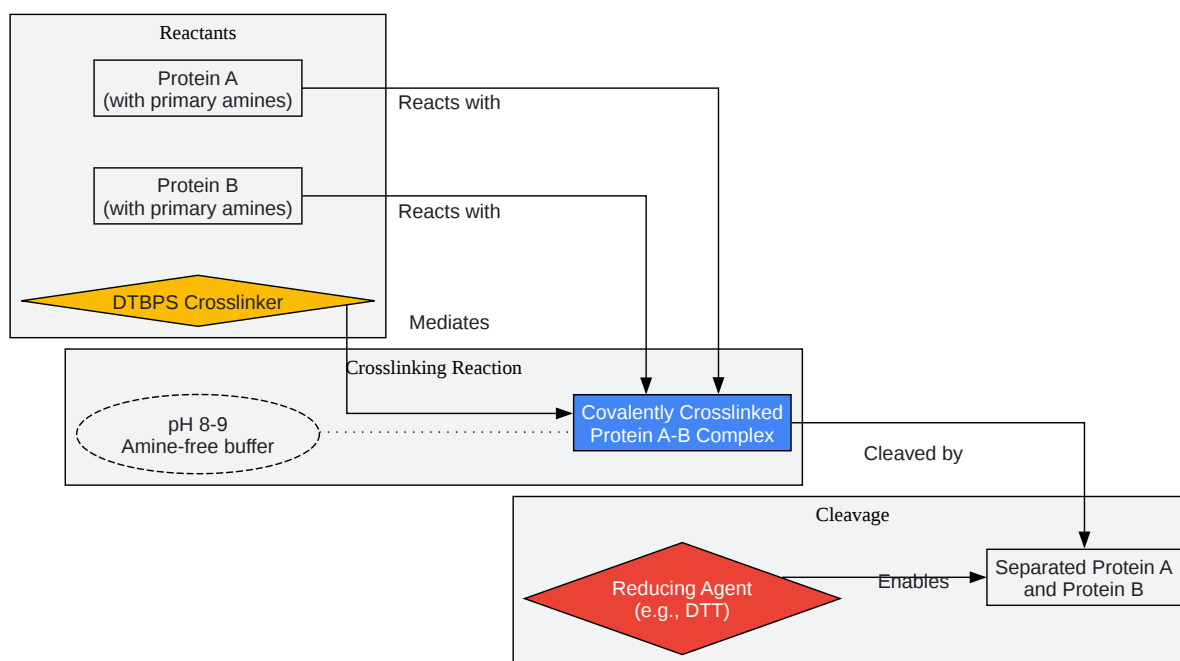 Reactants
Protein A
(with primary amines)
Reacts with
Protein B
(with primary amines)
Reacts with
DTBPS Crosslinker
Mediates
Crosslinking Reaction
pH 8-9
Amine-free buffer
Covalently Crosslinked
Protein A-B Complex
Cleaved by
Cleavage
Reducing Agent
(e.g., DTT)
Enables
Separated Protein A
and Protein B